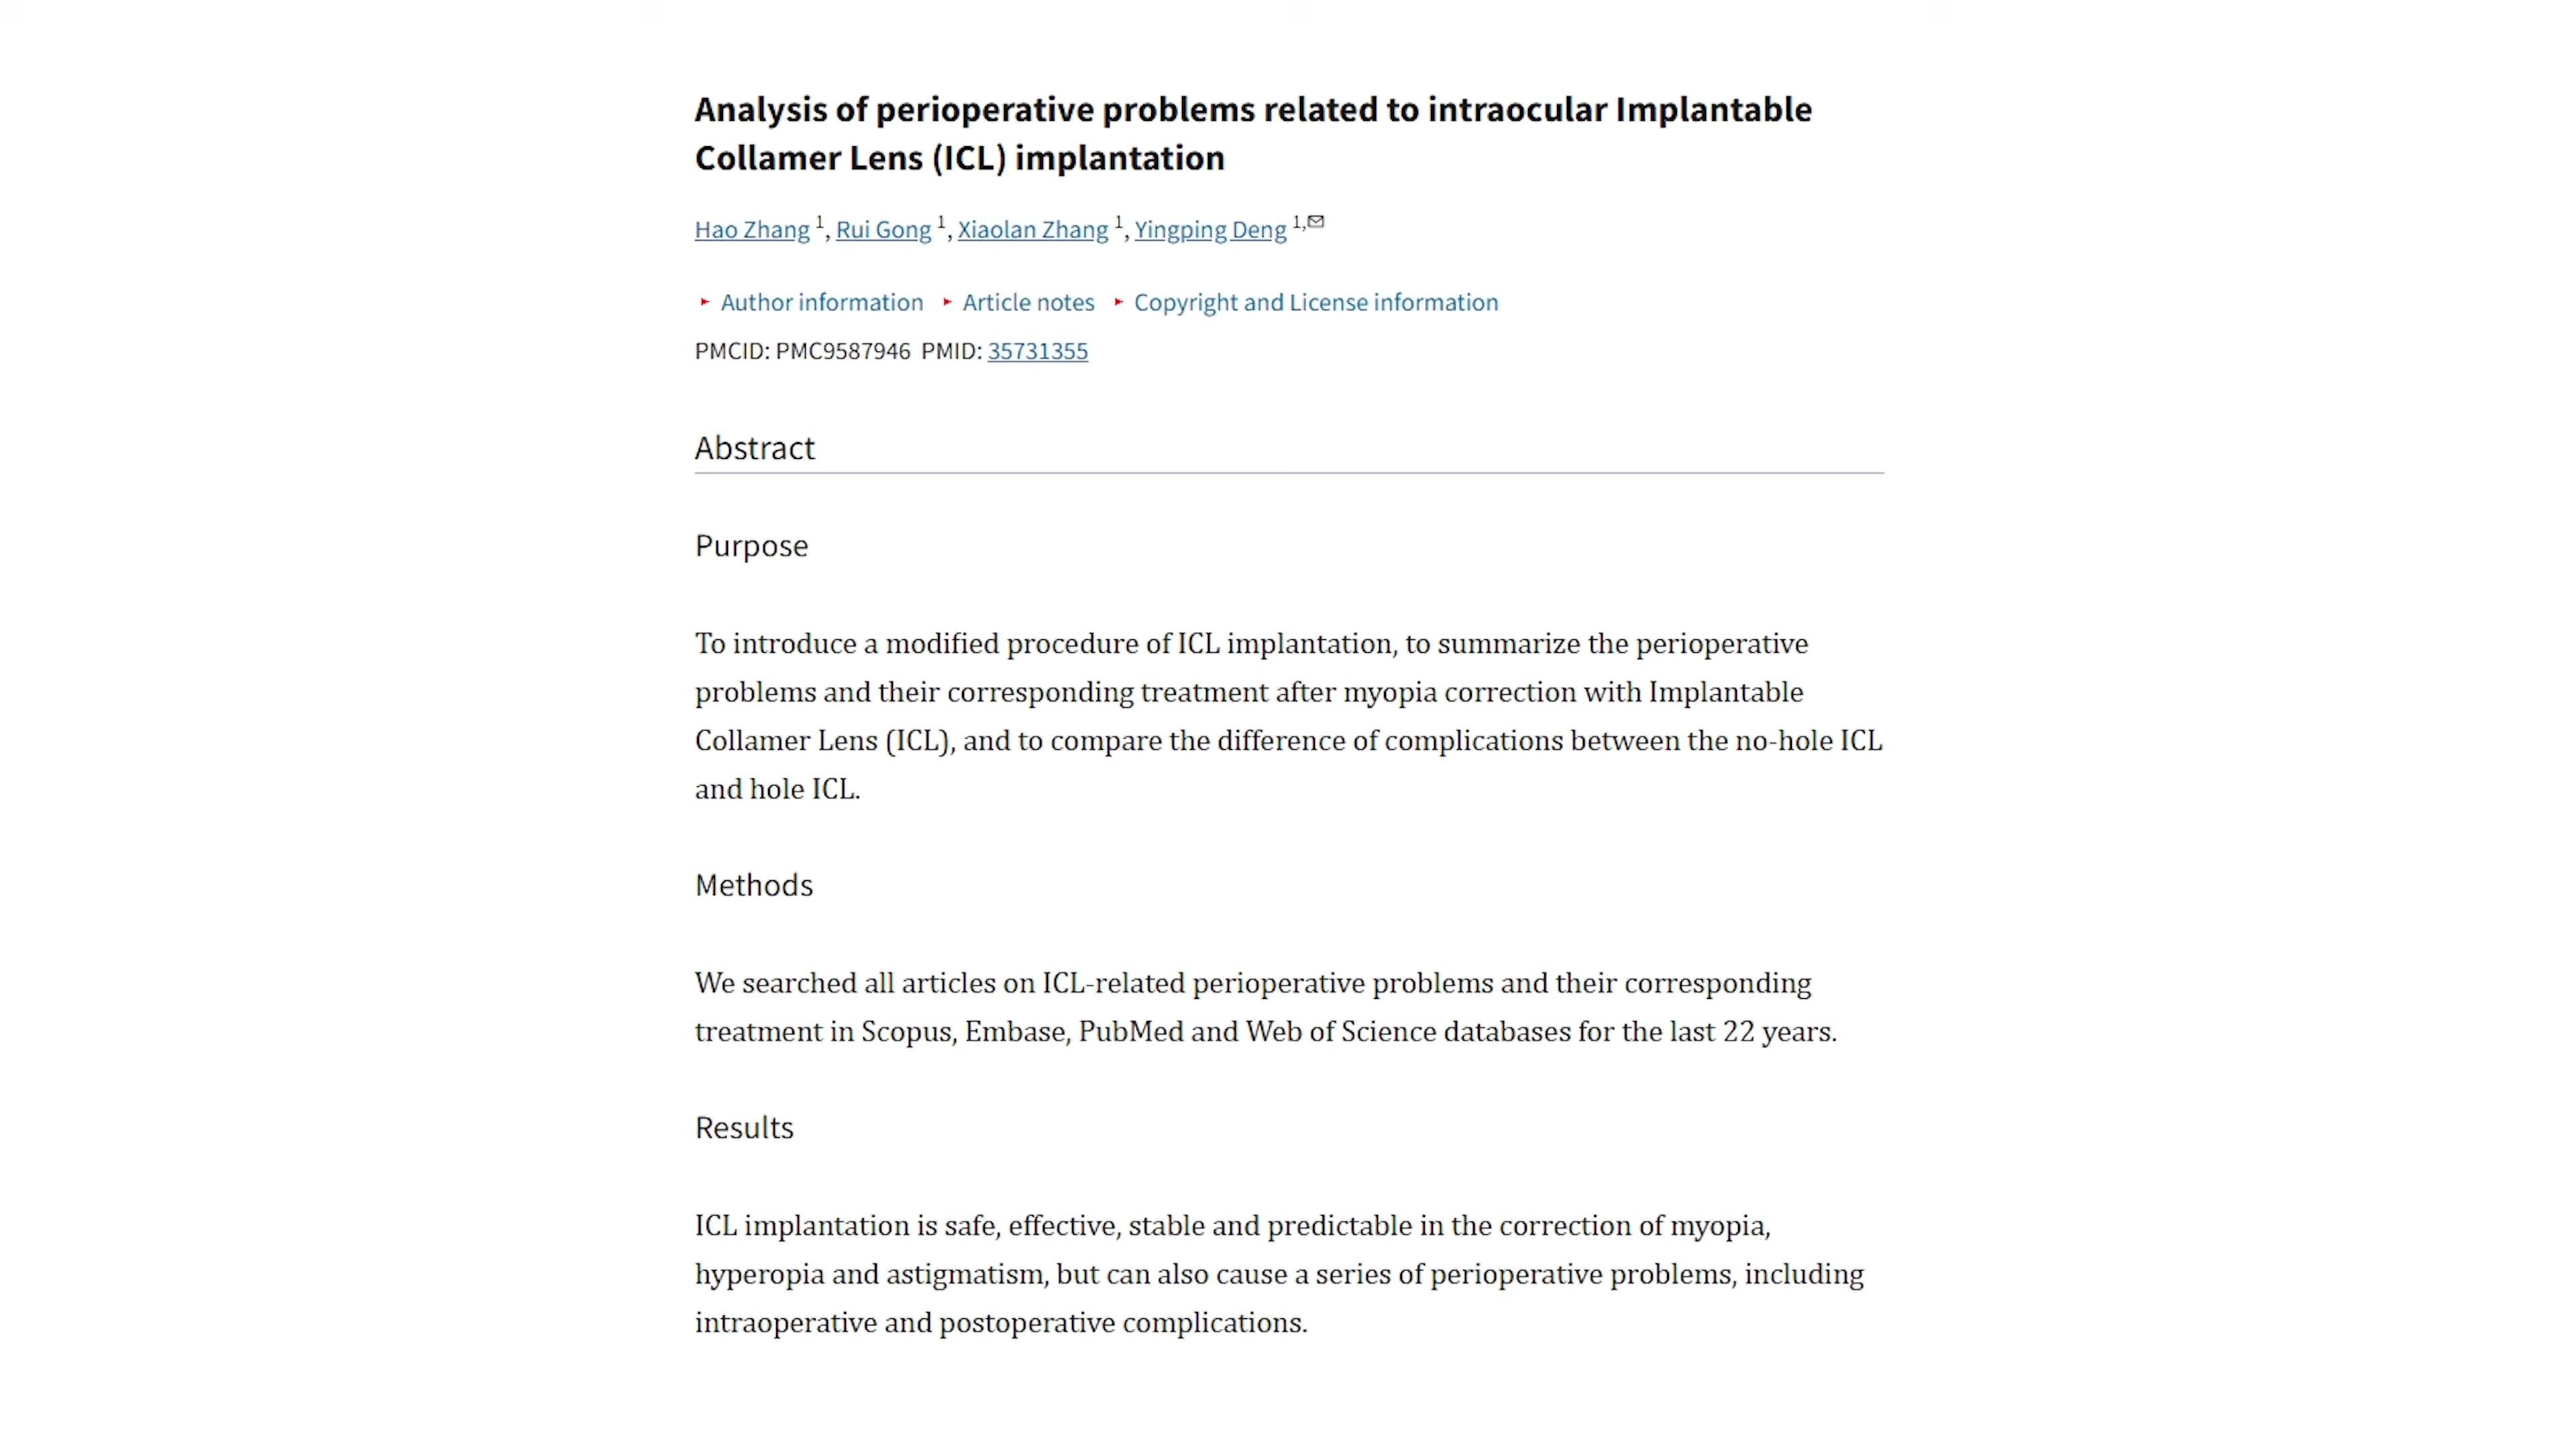 Analysis of perioperative problems related to intraocular Implantable
Collamer Lens (ICL) implantation
Hao Zhang 1, Rui Gong 1, Xiaolan Zhang 1, Yingping Deng 1,✉
▸ Author information ▸ Article notes ▸ Copyright and License information
PMCID: PMC9587946 PMID: 35731355
Abstract
Purpose
To introduce a modified procedure of ICL implantation, to summarize the perioperative
problems and their corresponding treatment after myopia correction with Implantable
Collamer Lens (ICL), and to compare the difference of complications between the no-hole ICL
and hole ICL.
Methods
We searched all articles on ICL-related perioperative problems and their corresponding
treatment in Scopus, Embase, PubMed and Web of Science databases for the last 22 years.
Results
ICL implantation is safe, effective, stable and predictable in the correction of myopia,
hyperopia and astigmatism, but can also cause a series of perioperative problems, including
intraoperative and postoperative complications.